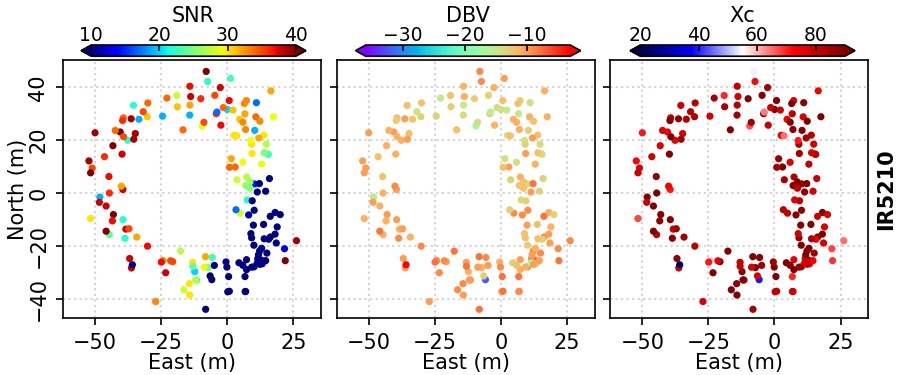 SNR DBV Xc
10 20 30 40 −30 −20 −10 20 40 60 80
40
20
0
−20
−40
North (m)
IR5210
−50 −25 0 25 −50 −25 0 25 −50 −25 0 25
East (m) East (m) East (m)